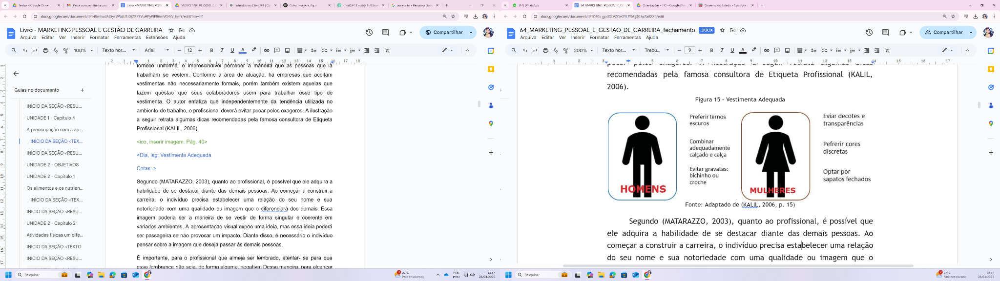 Textos - Google Drive
Pasta compartilhada com
Livro - MARKETING PESS
MARKETING PESSOAL E G
Introducing ChatGPT | Op
Colar Imagens Aqui
ChatGPT English Full Scre
ascenção - Pesquisa Goog
docs.google.com/document/d/
Livro - MARKETING PESSOAL E GESTÃO DE CARREIRA
Arquivo Editar Ver Inserir Formatar Ferramentas Extensões Ajuda
Compartilhar
100% Texto nor... Arial 12
Guias no documento
INÍCIO DA SEÇÃO <RESU...
UNIDADE 1 - Capítulo 4
A preocupação com a ap...
INÍCIO DA SEÇÃO <TEX...
INÍCIO DA SEÇÃO <RESU...
UNIDADE 2 - OBJETIVOS
UNIDADE 2 - Capítulo 1
Os alimentos e os nutrien...
INÍCIO DA SEÇÃO <TEX...
INÍCIO DA SEÇÃO <RESU...
UNIDADE 2 - Capítulo 2
Atividades físicas um dife...
INÍCIO DA SEÇÃO <TEXTO
INÍCIO DA SEÇÃO <RESU...
fornece uniforme, é imprescindível perceber a maneira que as pessoas que lá
trabalham se vestem. Conforme a área de atuação, há empresas que aceitam
vestimentas não necessariamente formais, porém também existem aquelas que
fazem questão que seus colaboradores usem para trabalhar esse tipo de
vestimenta. O autor enfatiza que independentemente da tendência utilizada no
ambiente de trabalho, o profissional deverá evitar pecar pelos exageros. A ilustração
a seguir retrata algumas dicas recomendadas pela famosa consultora de Etiqueta
Profissional (KALIL, 2006).
<ico, inserir imagem. Pág. 40>
<Dia, leg: Vestimenta Adequada
Cotas: >
Segundo (MATARAZZO, 2003), quanto ao profissional, é possível que ele adquira a
habilidade de se destacar diante das demais pessoas. Ao começar a construir a
carreira, o indivíduo precisa estabelecer uma relação do seu nome e sua
notoriedade com uma qualidade ou imagem que o diferenciará dos demais. Essa
imagem poderia ser a maneira de se vestir de forma singular e coerente em
variados ambientes. A apresentação visual expõe uma ideia, mas essa ideia poderá
ser passageira se não provocar um impacto. Diante disso, é necessário o indivíduo
pensar sobre a imagem que deseja passar às demais pessoas.
É importante, para o profissional que almeja ser lembrado, atentar- se para que
essa lembrança não seja, de forma alguma, negativa. Dessa maneira, para alcançar
Pesquisar
27°C
Parc ensolarado
POR
PTB2
13:57
28/03/2025
(44) WhatsApp
64_MARKETING_PESSOAL_E_GE
Orientações - FIC - Google Driv
Governo do Estado - Controle
docs.google.com/document/d/
64_MARKETING_PESSOAL_E_GESTAO_DE_CARREIRA_fechamento .DOCX
Arquivo Editar Ver Inserir Formatar Ferramentas Ajuda
Compartilhar
200% Texto nor... Trebu... 9
recomendadas pela famosa consultora de Etiqueta Profissional (KALIL,
2006).
Figura 15 - Vestimenta Adequada
HOMENS
Preferir ternos
escuros
Combinar
adequadamente
calçado e calça
Evitar gravatas:
bichinho ou
croche
MULHERES
Eviar decotes e
transparências
Pefrerir cores
discretas
Optar por
sapatos fechados
Fonte: Adaptado de (KALIL, 2006, p. 15)
Segundo (MATARAZZO, 2003), quanto ao profissional, é possível que
ele adquira a habilidade de se destacar diante das demais pessoas. Ao
começar a construir a carreira, o indivíduo precisa estabelecer uma relação
do seu nome e sua notoriedade com uma qualidade ou imagem que o
Pesquisar
27°C
Parc ensolarado
13:57
28/03/2025